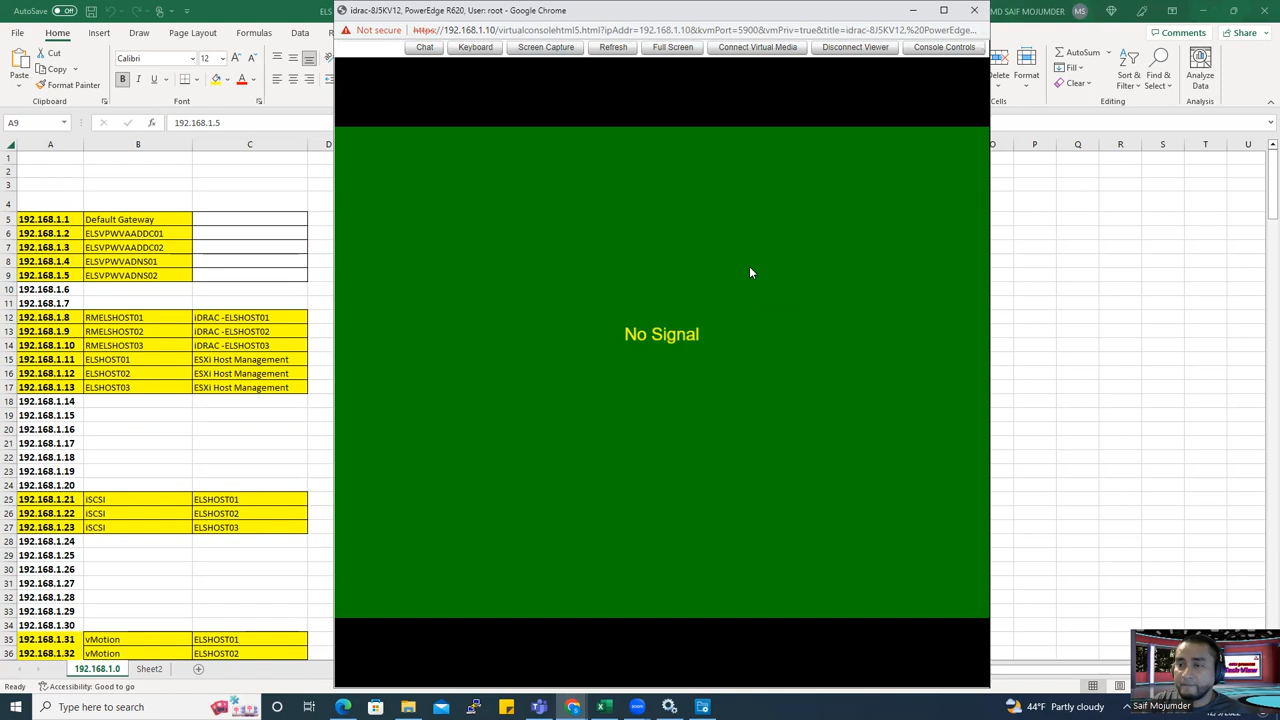 AutoSave Off
idrac-8J5KV12, PowerEdge R620, User: root - Google Chrome
MD SAIF MOJUMDER MS
Not secure https://192.168.1.10/virtualconsolehtml5.html?ipAddr=192.168.1.10&kvmPort=5900&vmPriv=true&title=idrac-8J5KV12,%20PowerEdge...
File Home Insert Page Layout Formulas Data
Comments Share
Chat Keyboard Screen Capture Refresh Full Screen Connect Virtual Media Disconnect Viewer Console Controls
Paste
Cut
Copy
Format Painter
Clipboard
Calibri 12
B I U
Font
Delete Format
Cells
AutoSum
Fill
Clear
Sort & Filter
Find & Select
Editing
Analyze Data
Analysis
A9 fx 192.168.1.5
A B C D O P Q R S T U
1
2
3
4
5 192.168.1.1 Default Gateway
6 192.168.1.2 ELSVPWVAADDC01
7 192.168.1.3 ELSVPWVAADDC02
8 192.168.1.4 ELSVPWVADNS01
9 192.168.1.5 ELSVPWVADNS02
10 192.168.1.6
11 192.168.1.7
12 192.168.1.8 RMELSHOST01 iDRAC -ELSHOST01
13 192.168.1.9 RMELSHOST02 iDRAC -ELSHOST02
14 192.168.1.10 RMELSHOST03 iDRAC -ELSHOST03
15 192.168.1.11 ELSHOST01 ESXi Host Management
16 192.168.1.12 ELSHOST02 ESXi Host Management
17 192.168.1.13 ELSHOST03 ESXi Host Management
18 192.168.1.14
19 192.168.1.15
20 192.168.1.16
21 192.168.1.17
22 192.168.1.18
23 192.168.1.19
24 192.168.1.20
25 192.168.1.21 iSCSI ELSHOST01
26 192.168.1.22 iSCSI ELSHOST02
27 192.168.1.23 iSCSI ELSHOST03
28 192.168.1.24
29 192.168.1.25
30 192.168.1.26
31 192.168.1.27
32 192.168.1.28
33 192.168.1.29
34 192.168.1.30
35 192.168.1.31 vMotion ELSHOST01
36 192.168.1.32 vMotion ELSHOST02
No Signal
192.168.1.0 Sheet2
Ready Accessibility: Good to go
Type here to search
44°F Partly cloudy
Saif Mojumder